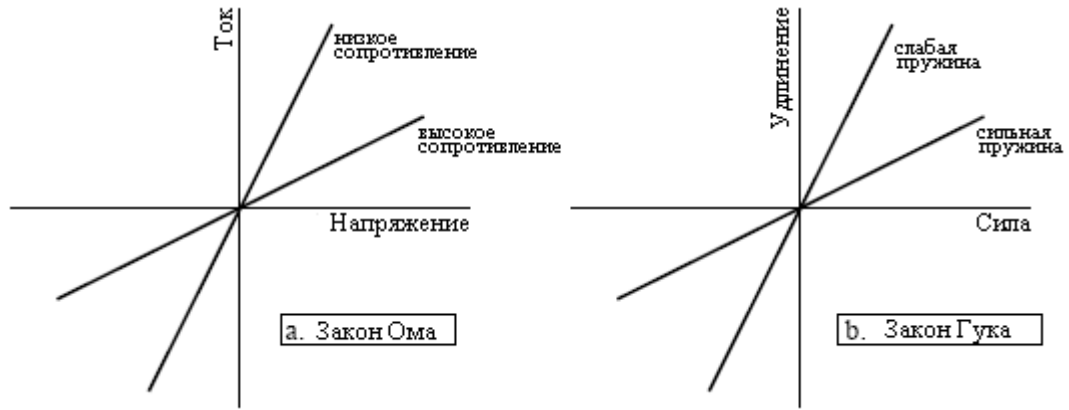 Ток
низкое
сопротивление
высокое
сопротивление
Напряжение
a. Закон Ома
Удлинение
слабая
пружина
сильная
пружина
Сила
b. Закон Гука